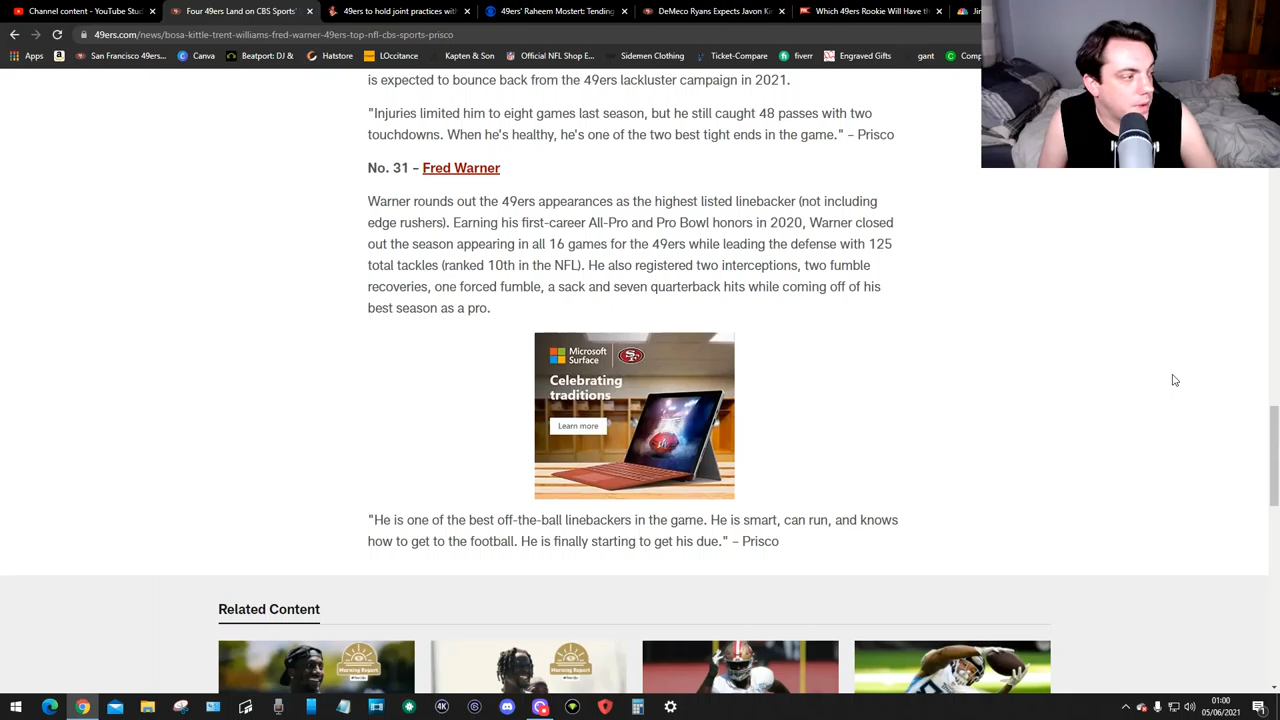 Channel content - YouTube Stud
Four 49ers Land on CBS Sports'
49ers to hold joint practices with
49ers' Raheem Mostert: Tending
DeMeco Ryans Expects Javon Ki
Which 49ers Rookie Will Have th
Jin
49ers.com/news/bosa-kittle-trent-williams-fred-warner-49ers-top-nfl-cbs-sports-prisco
Apps San Francisco 49ers... Canva Beatport: DJ & Hatstore LOccitance Kapten & Son Official NFL Shop E... Sidemen Clothing Ticket-Compare fiverr Engraved Gifts gant Comp
is expected to bounce back from the 49ers lackluster campaign in 2021.
"Injuries limited him to eight games last season, but he still caught 48 passes with two
touchdowns. When he's healthy, he's one of the two best tight ends in the game." – Prisco
No. 31 – Fred Warner
Warner rounds out the 49ers appearances as the highest listed linebacker (not including
edge rushers). Earning his first-career All-Pro and Pro Bowl honors in 2020, Warner closed
out the season appearing in all 16 games for the 49ers while leading the defense with 125
total tackles (ranked 10th in the NFL). He also registered two interceptions, two fumble
recoveries, one forced fumble, a sack and seven quarterback hits while coming off of his
best season as a pro.
Microsoft
Surface
SF
Celebrating
traditions
Learn more
"He is one of the best off-the-ball linebackers in the game. He is smart, can run, and knows
how to get to the football. He is finally starting to get his due." – Prisco
Related Content
Morning Report
Morning Report
01:00
05/06/2021